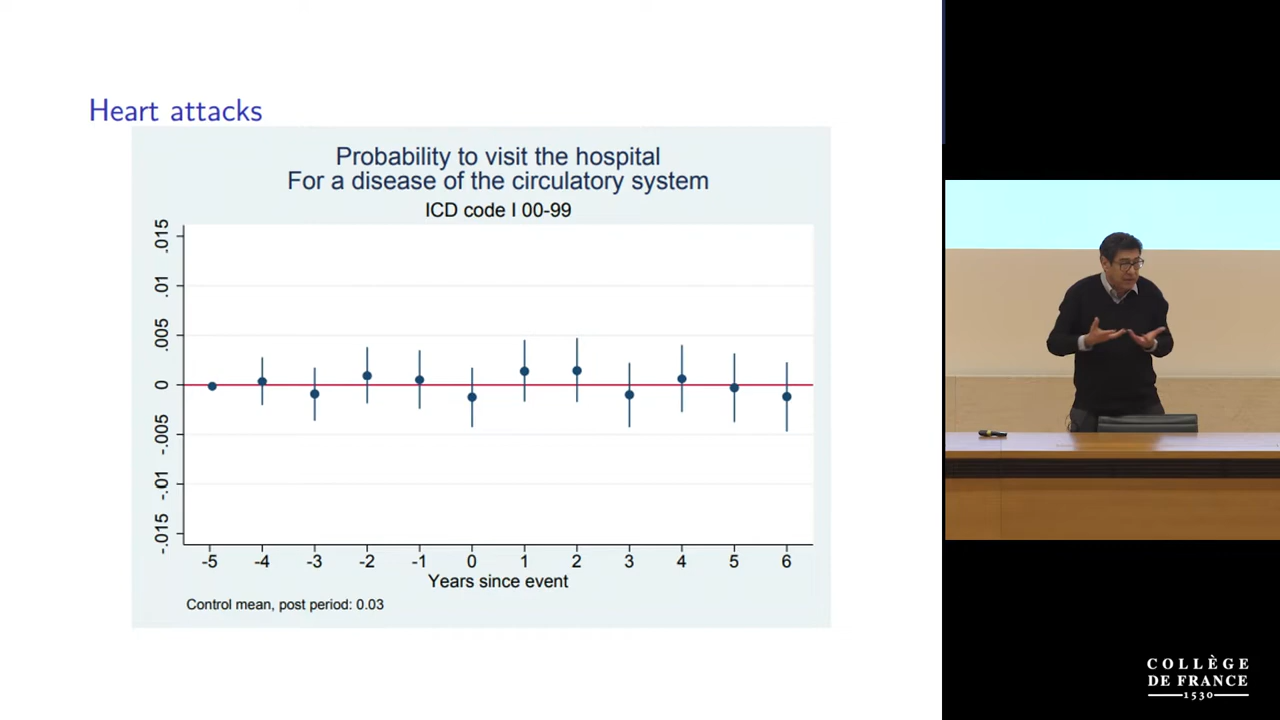 Heart attacks
Probability to visit the hospital
For a disease of the circulatory system
ICD code I 00-99
.015
.01
.005
0
-.005
-.01
-.015
-5 -4 -3 -2 -1 0 1 2 3 4 5 6
Years since event
Control mean, post period: 0.03
COLLÈGE
DE FRANCE
1530